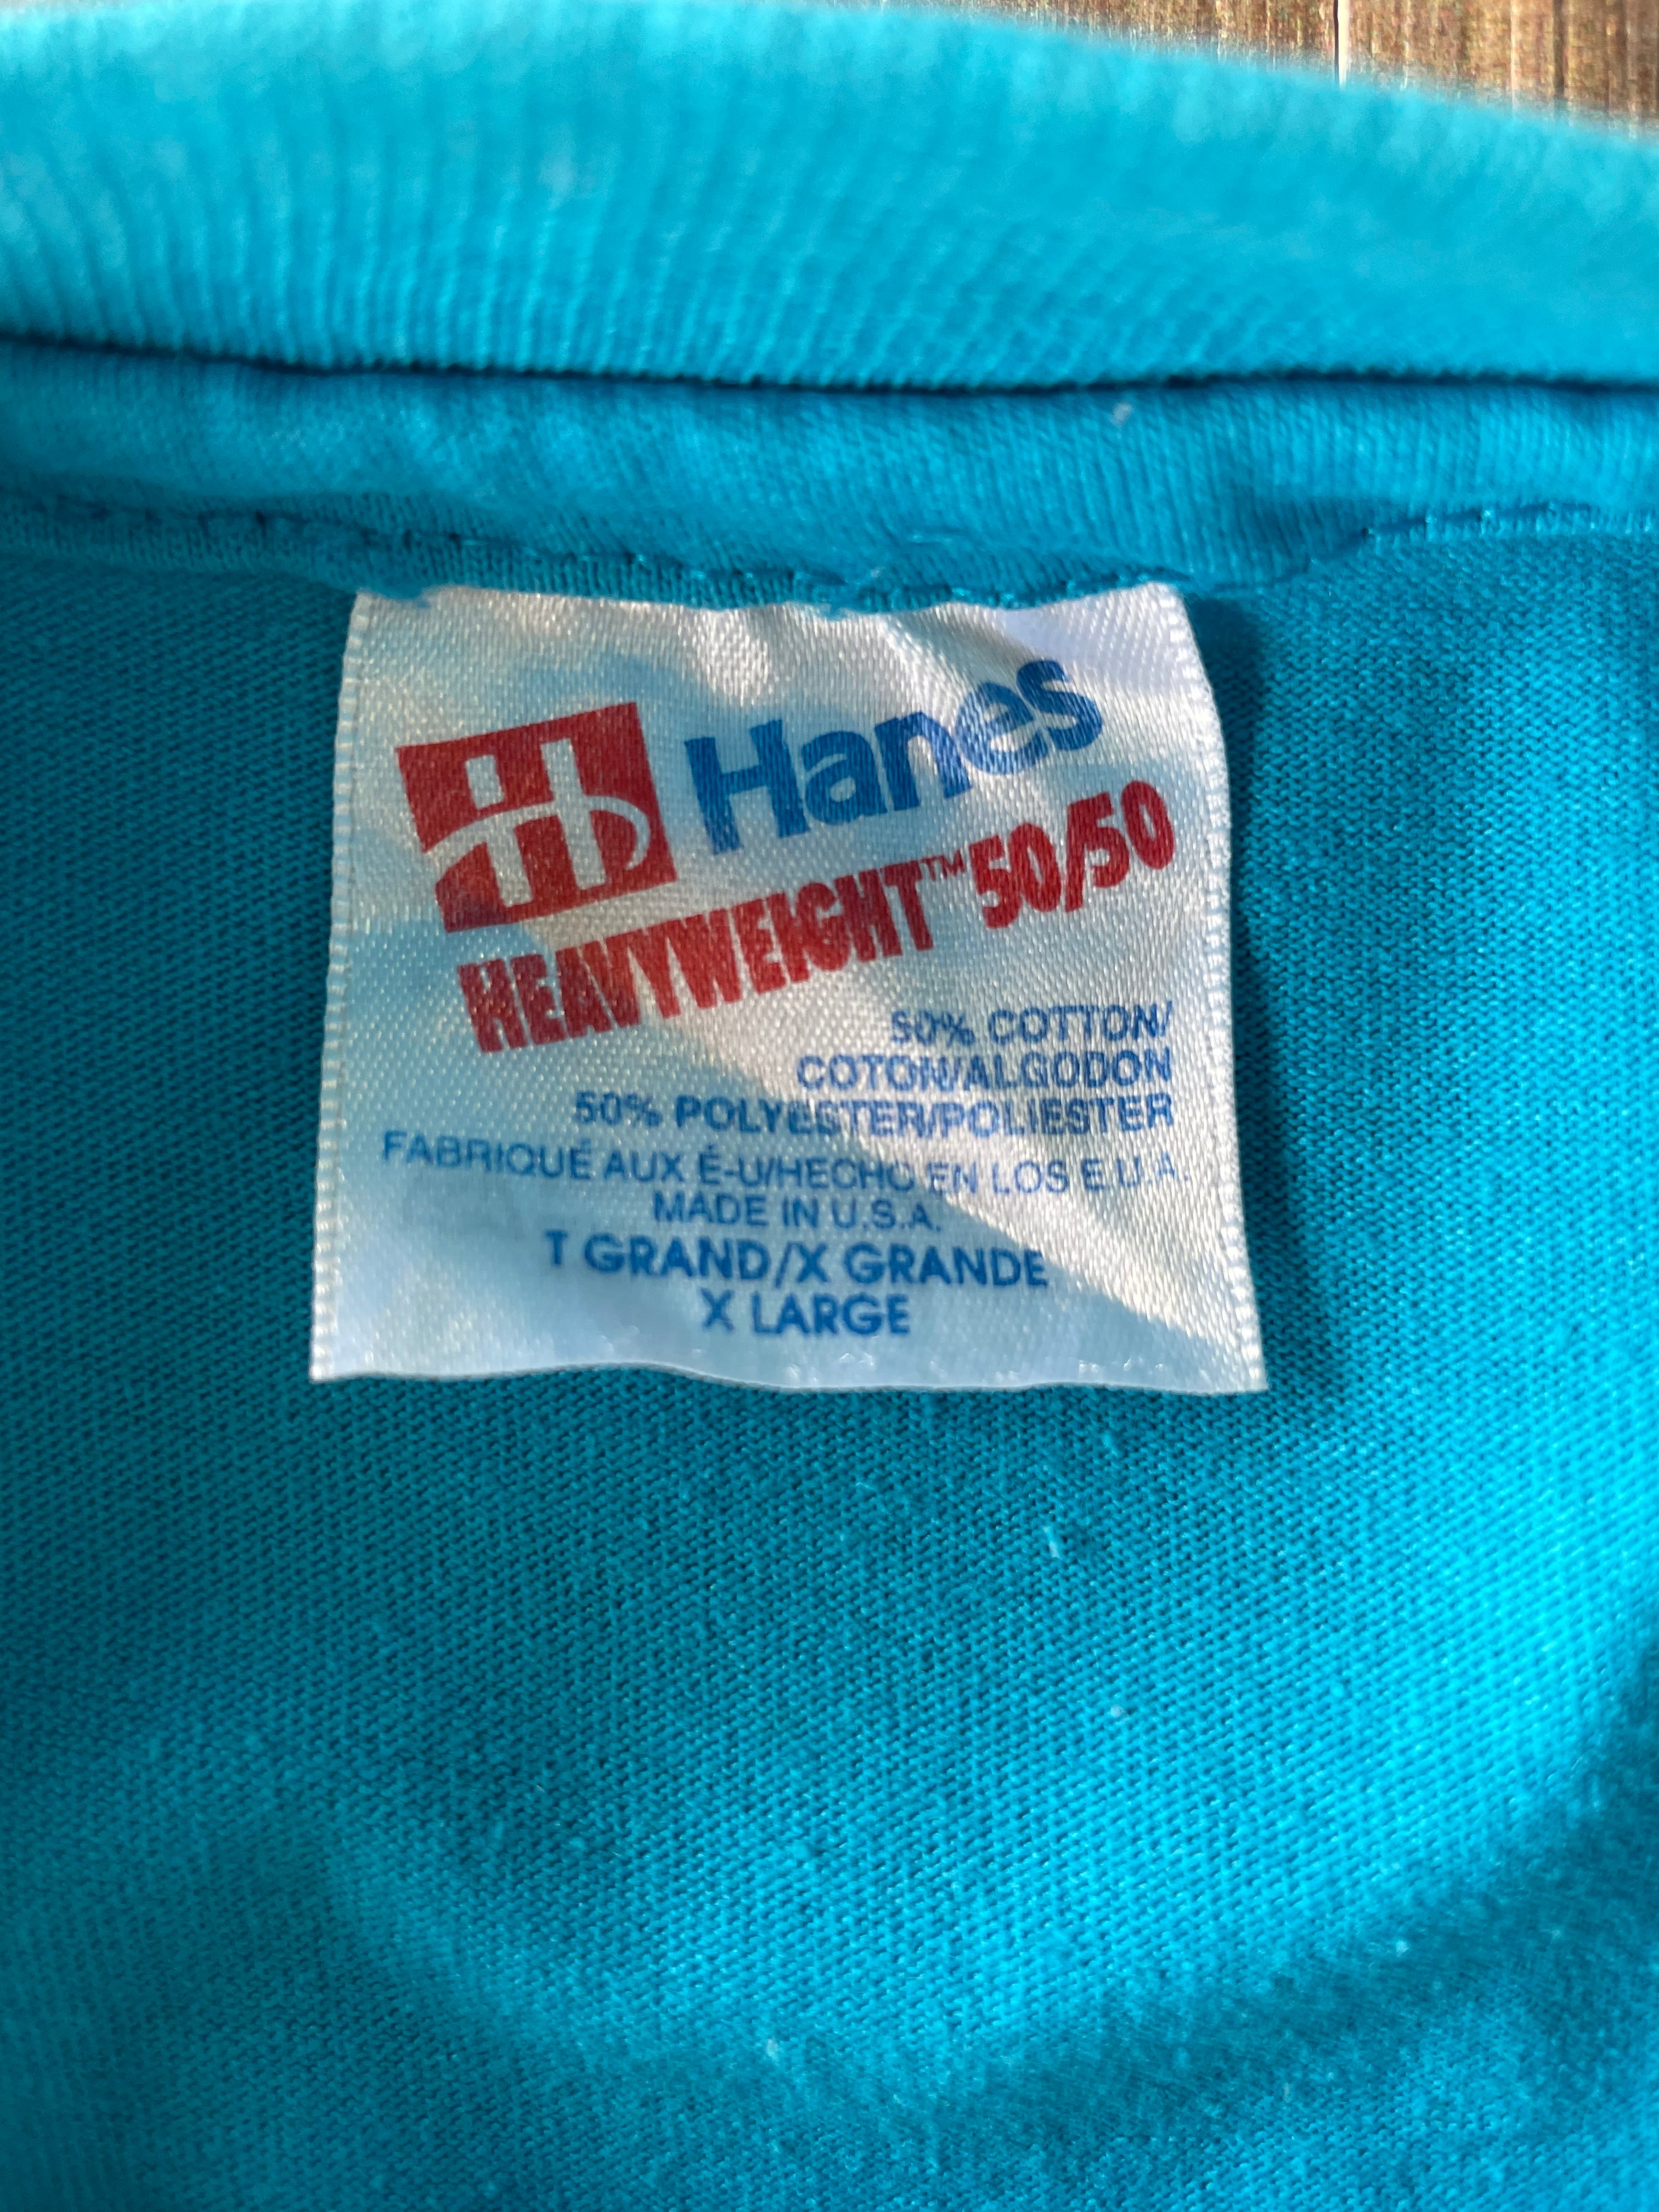 Hanes
HEAVYWEIGHT™ 50/50
50% COTTON/
COTON/ALGODON
50% POLYESTER/POLIESTER
FABRIQUÉ AUX É-U/HECHO EN LOS E.U.A.
MADE IN U.S.A.
T GRAND/X GRANDE
X LARGE